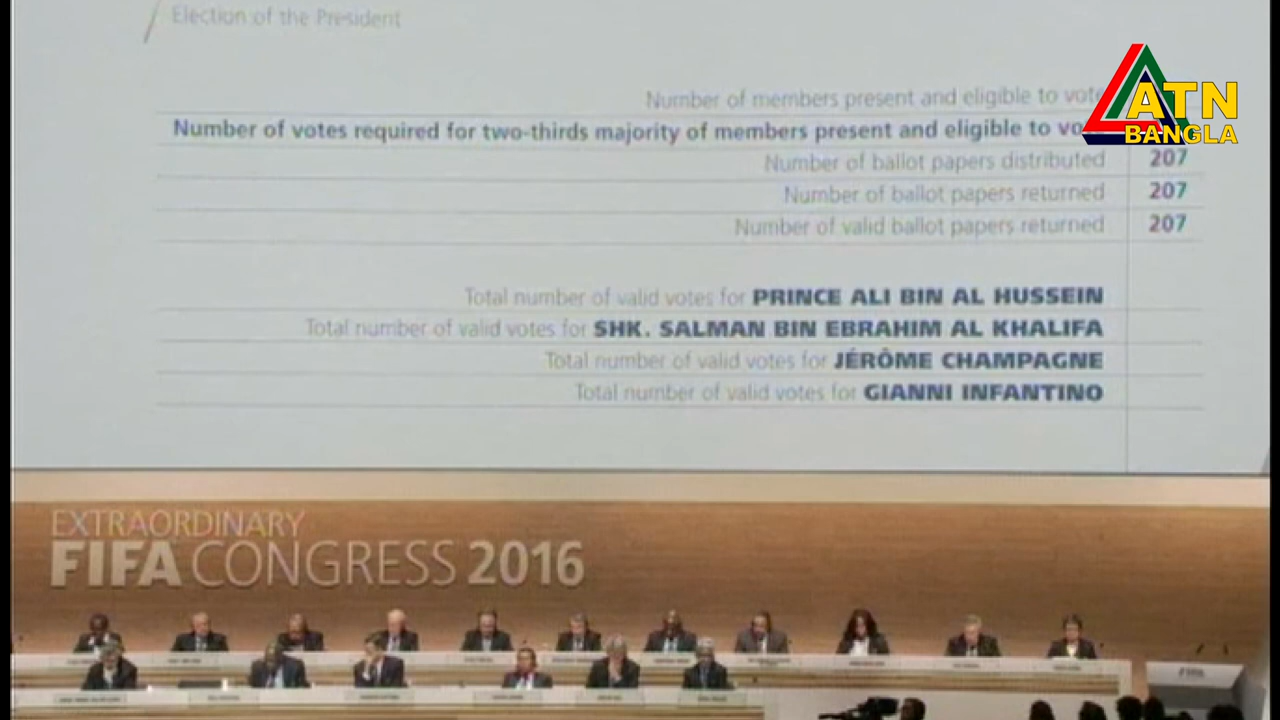 Election of the President
Number of members present and eligible to vote
Number of votes required for two-thirds majority of members present and eligible to vo
Number of ballot papers distributed 207
Number of ballot papers returned 207
Number of valid ballot papers returned 207
Total number of valid votes for PRINCE ALI BIN AL HUSSEIN
Total number of valid votes for SHK. SALMAN BIN EBRAHIM AL KHALIFA
Total number of valid votes for JÉRÔME CHAMPAGNE
Total number of valid votes for GIANNI INFANTINO
ATN
BANGLA
EXTRAORDINARY
FIFA CONGRESS 2016
FIFA